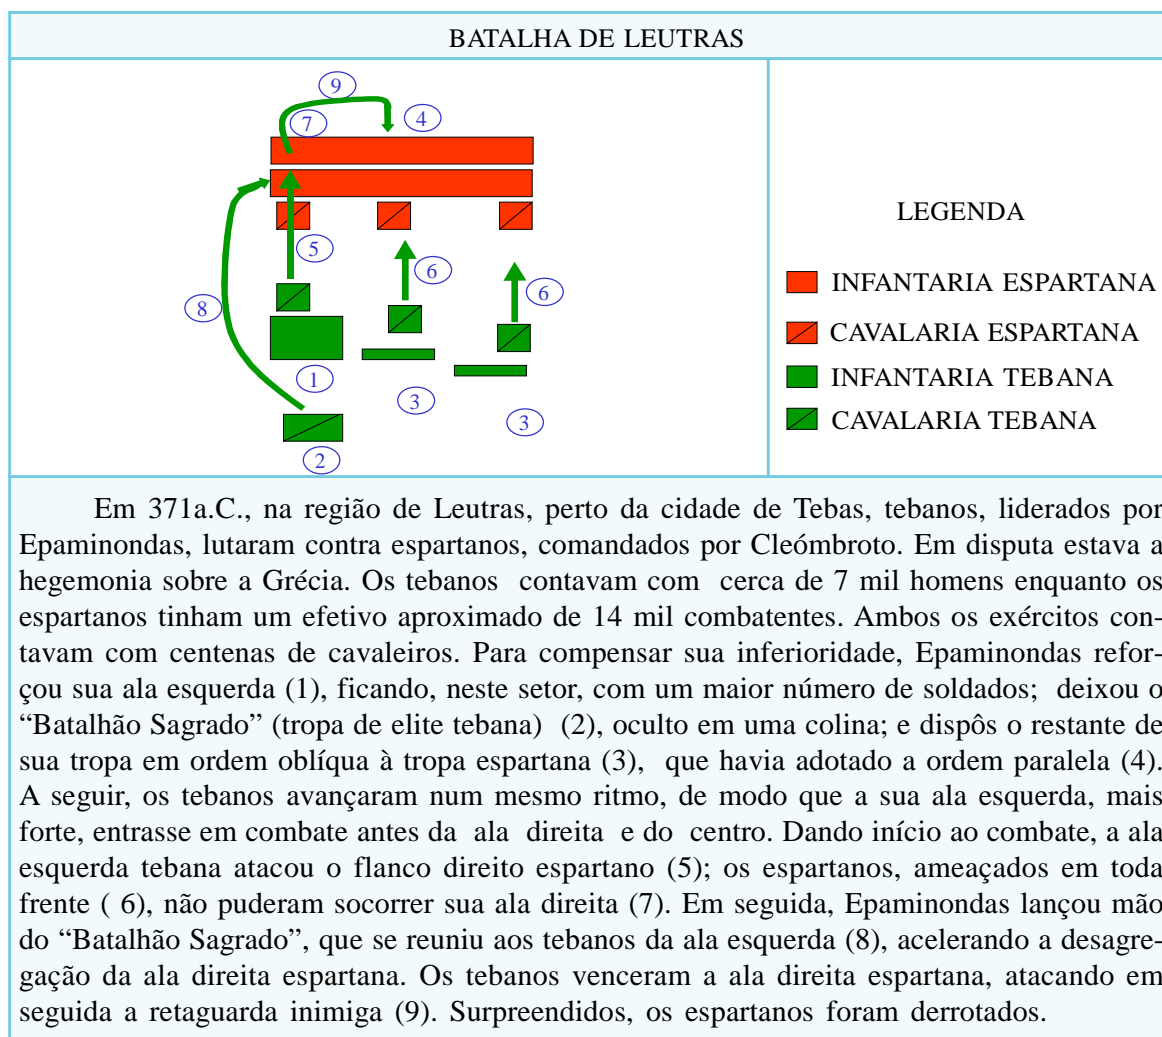 BATALHA DE LEUTRAS
9
7
4
5
6
6
8
1
3
3
2
LEGENDA
INFANTARIA ESPARTANA
CAVALARIA ESPARTANA
INFANTARIA TEBANA
CAVALARIA TEBANA
Em 371a.C., na região de Leutras, perto da cidade de Tebas, tebanos, liderados por
Epaminondas, lutaram contra espartanos, comandados por Cleómbroto. Em disputa estava a
hegemonia sobre a Grécia. Os tebanos contavam com cerca de 7 mil homens enquanto os
espartanos tinham um efetivo aproximado de 14 mil combatentes. Ambos os exércitos con-
tavam com centenas de cavaleiros. Para compensar sua inferioridade, Epaminondas refor-
çou sua ala esquerda (1), ficando, neste setor, com um maior número de soldados; deixou o
“Batalhão Sagrado” (tropa de elite tebana) (2), oculto em uma colina; e dispôs o restante de
sua tropa em ordem oblíqua à tropa espartana (3), que havia adotado a ordem paralela (4).
A seguir, os tebanos avançaram num mesmo ritmo, de modo que a sua ala esquerda, mais
forte, entrasse em combate antes da ala direita e do centro. Dando início ao combate, a ala
esquerda tebana atacou o flanco direito espartano (5); os espartanos, ameaçados em toda
frente ( 6), não puderam socorrer sua ala direita (7). Em seguida, Epaminondas lançou mão
do “Batalhão Sagrado”, que se reuniu aos tebanos da ala esquerda (8), acelerando a desagre-
gação da ala direita espartana. Os tebanos venceram a ala direita espartana, atacando em
seguida a retaguarda inimiga (9). Surpreendidos, os espartanos foram derrotados.